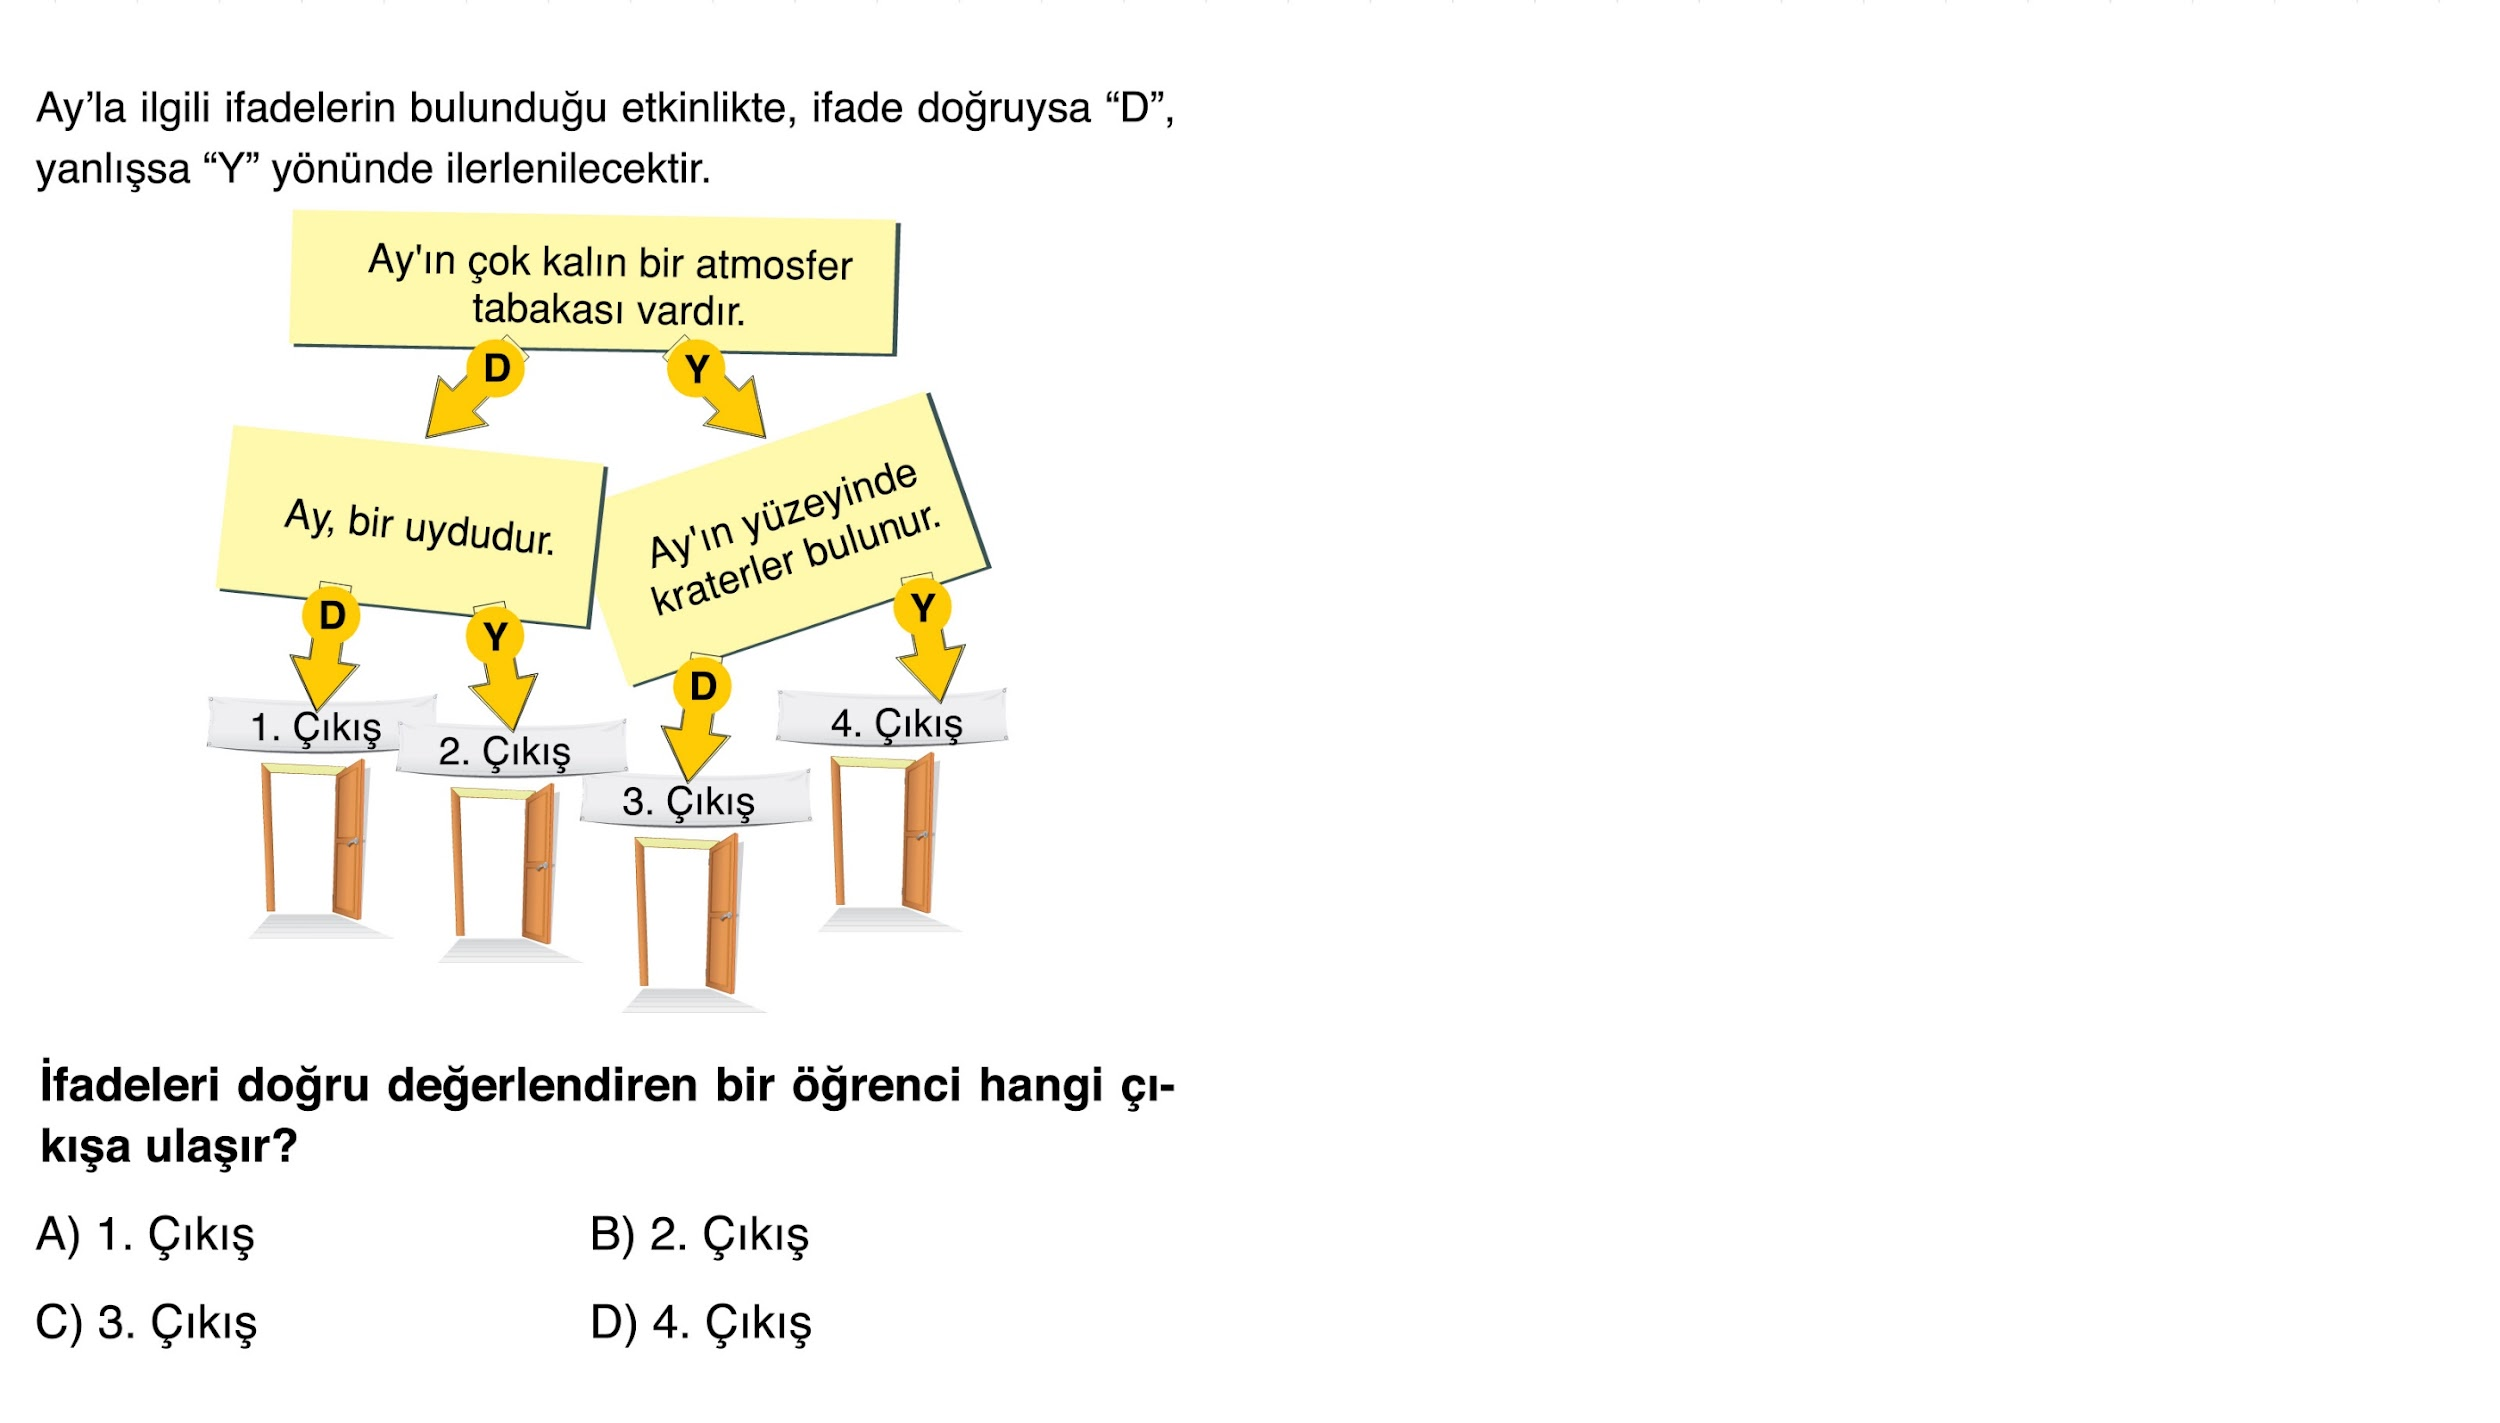 Ay’la ilgili ifadelerin bulunduğu etkinlikte, ifade doğruysa “D”,
yanlışsa “Y” yönünde ilerlenilecektir.
Ay'ın çok kalın bir atmosfer
tabakası vardır.
D
Y
Ay, bir uydudur.
Ay'ın yüzeyinde
kraterler bulunur.
D
Y
D
Y
1. Çıkış
2. Çıkış
3. Çıkış
4. Çıkış
İfadeleri doğru değerlendiren bir öğrenci hangi çı-
kışa ulaşır?
A) 1. Çıkış
B) 2. Çıkış
C) 3. Çıkış
D) 4. Çıkış